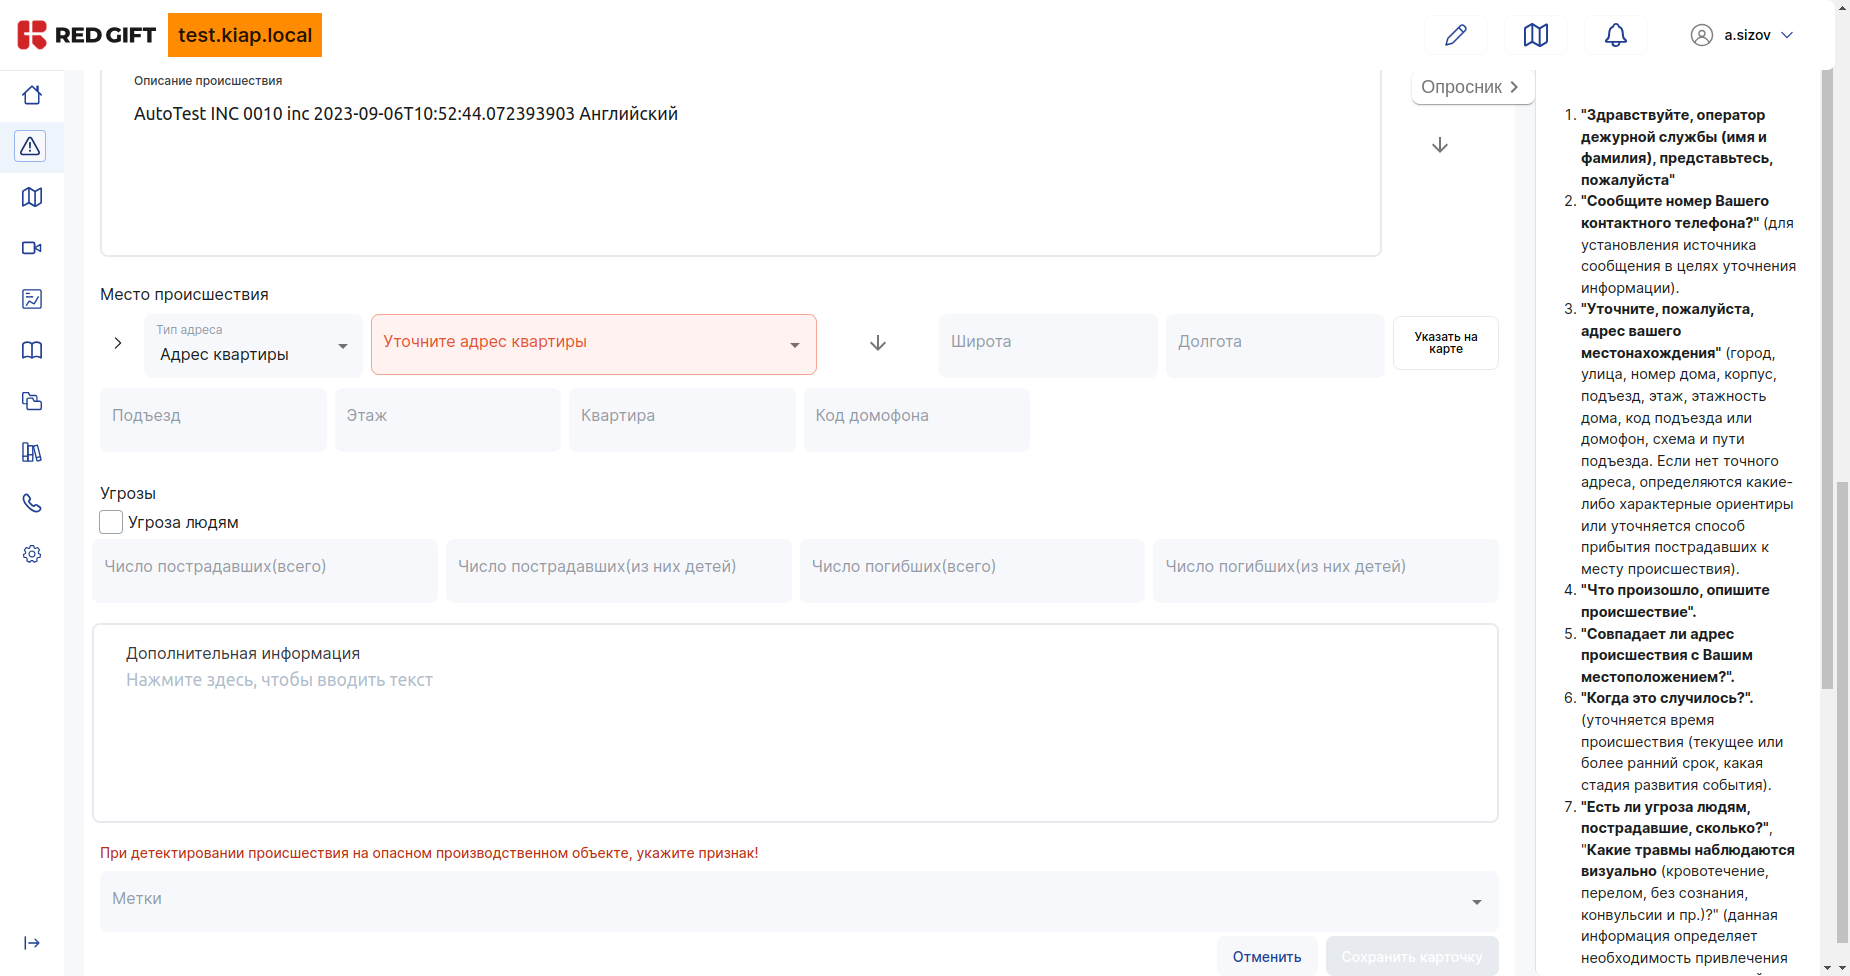 RED GIFT
test.kiap.local
a.sizov
Описание происшествия
AutoTest INC 0010 inc 2023-09-06T10:52:44.072393903 Английский
Опросник
Место происшествия
Тип адреса
Адрес квартиры
Уточните адрес квартиры
Широта
Долгота
Указать на
карте
Подъезд
Этаж
Квартира
Код домофона
Угрозы
Угроза людям
Число пострадавших(всего)
Число пострадавших(из них детей)
Число погибших(всего)
Число погибших(из них детей)
Дополнительная информация
Нажмите здесь, чтобы вводить текст
При детектировании происшествия на опасном производственном объекте, укажите признак!
Метки
Отменить
Сохранить карточку
1. "Здравствуйте, оператор
дежурной службы (имя и
фамилия), представьтесь,
пожалуйста"
2. "Сообщите номер Вашего
контактного телефона?" (для
установления источника
сообщения в целях уточнения
информации).
3. "Уточните, пожалуйста,
адрес вашего
местонахождения" (город,
улица, номер дома, корпус,
подъезд, этаж, этажность
дома, код подъезда или
домофон, схема и пути
подъезда. Если нет точного
адреса, определяются какие-
либо характерные ориентиры
или уточняется способ
прибытия пострадавших к
месту происшествия).
4. "Что произошло, опишите
происшествие".
5. "Совпадает ли адрес
происшествия с Вашим
местоположением?".
6. "Когда это случилось?".
(уточняется время
происшествия (текущее или
более ранний срок, какая
стадия развития события).
7. "Есть ли угроза людям,
пострадавшие, сколько?",
"Какие травмы наблюдаются
визуально (кровотечение,
перелом, без сознания,
конвульсии и пр.)?" (данная
информация определяет
необходимость привлечения